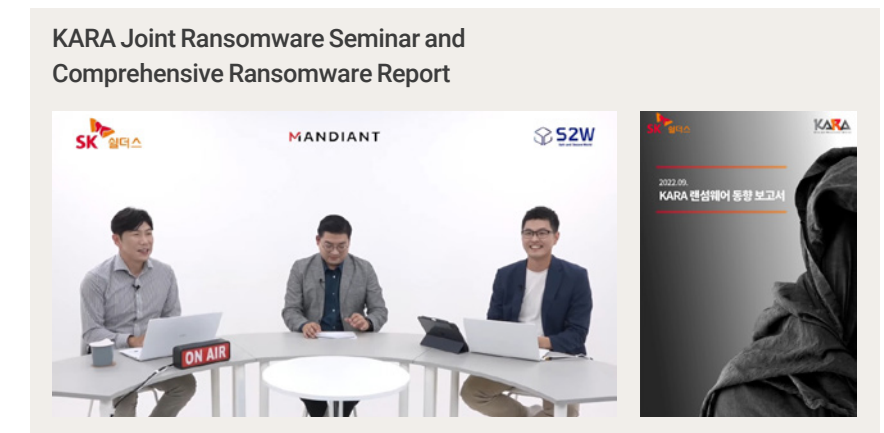 KARA Joint Ransomware Seminar and
Comprehensive Ransomware Report
SK 쉴더스
MANDIANT
S2W
ON AIR
SK 쉴더스
KARA
2022.09.
KARA 랜섬웨어 동향 보고서